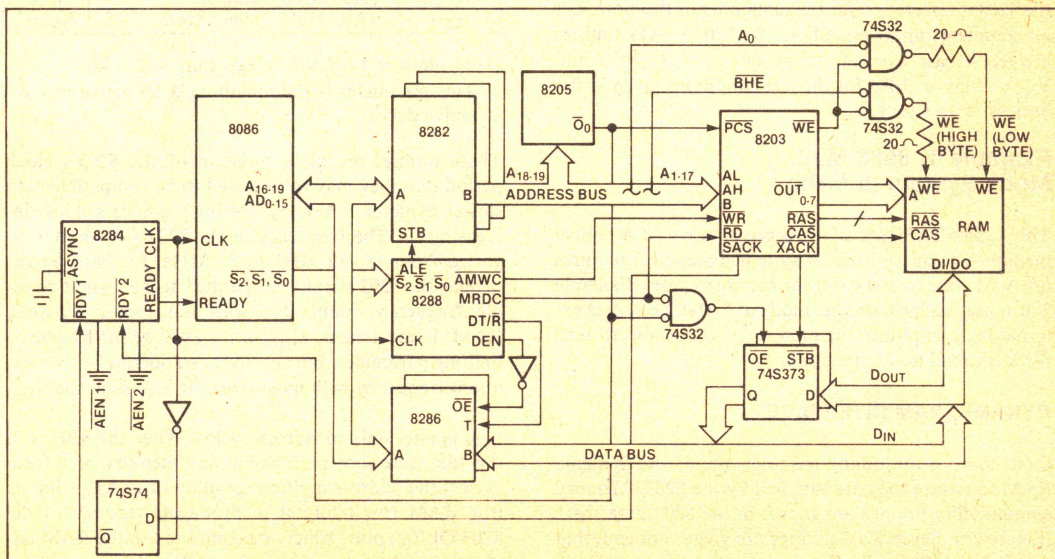 74S32
20 Ω
A0
BHE
74S32
WE
(HIGH
BYTE)
WE
(LOW
BYTE)
20 Ω
8086
A16-19
AD0-15
S2, S1, S0
CLK
READY
8282
A
B
STB
8205
O0
A18-19
ADDRESS BUS
A1-17
8203
PCS
WE
AL
AH
B
OUT
0-7
WR
RD
RAS
CAS
SACK
XACK
A
WE
WE
RAS
CAS
RAM
DI/DO
8284
ASYNC
RDY 1
RDY 2
READY
CLK
AEN 1
AEN 2
ALE
S2 S1 S0
8288
AMWC
MRDC
DT/R
DEN
CLK
74S32
OE
STB
74S373
Q
D
DOUT
DIN
8286
OE
T
A
B
DATA BUS
74S74
D
Q